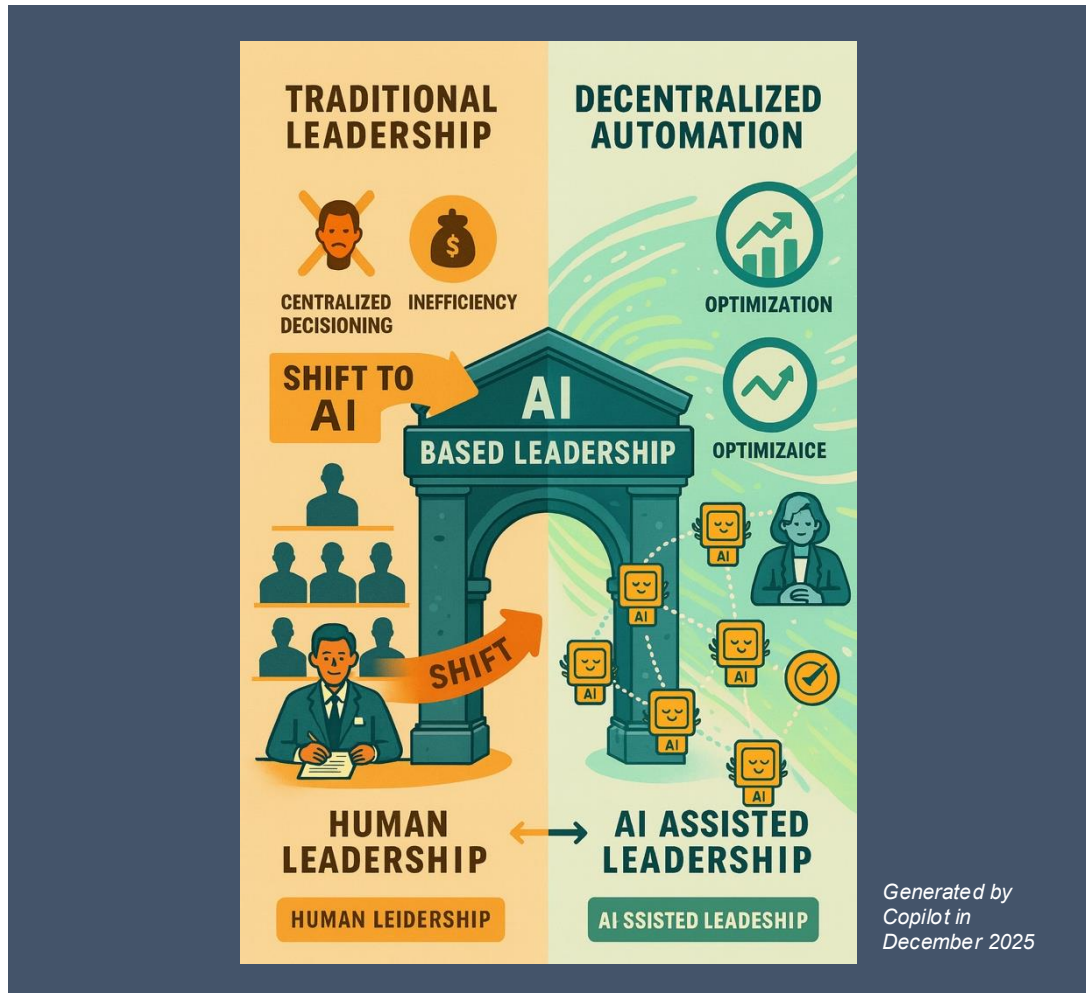 TRADITIONAL
LEADERSHIP
DECENTRALIZED
AUTOMATION
$
CENTRALIZED
DECISIONING
INEFFICIENCY
OPTIMIZATION
SHIFT TO
AI
AI
BASED LEADERSHIP
OPTIMIZAICE
AI
AI
AI
AI
AI
AI
SHIFT
HUMAN
LEADERSHIP
AI ASSISTED
LEADERSHIP
HUMAN LEIDERSHIP
AI·SSISTED LEADESHIP
Generated by
Copilot in
December 2025